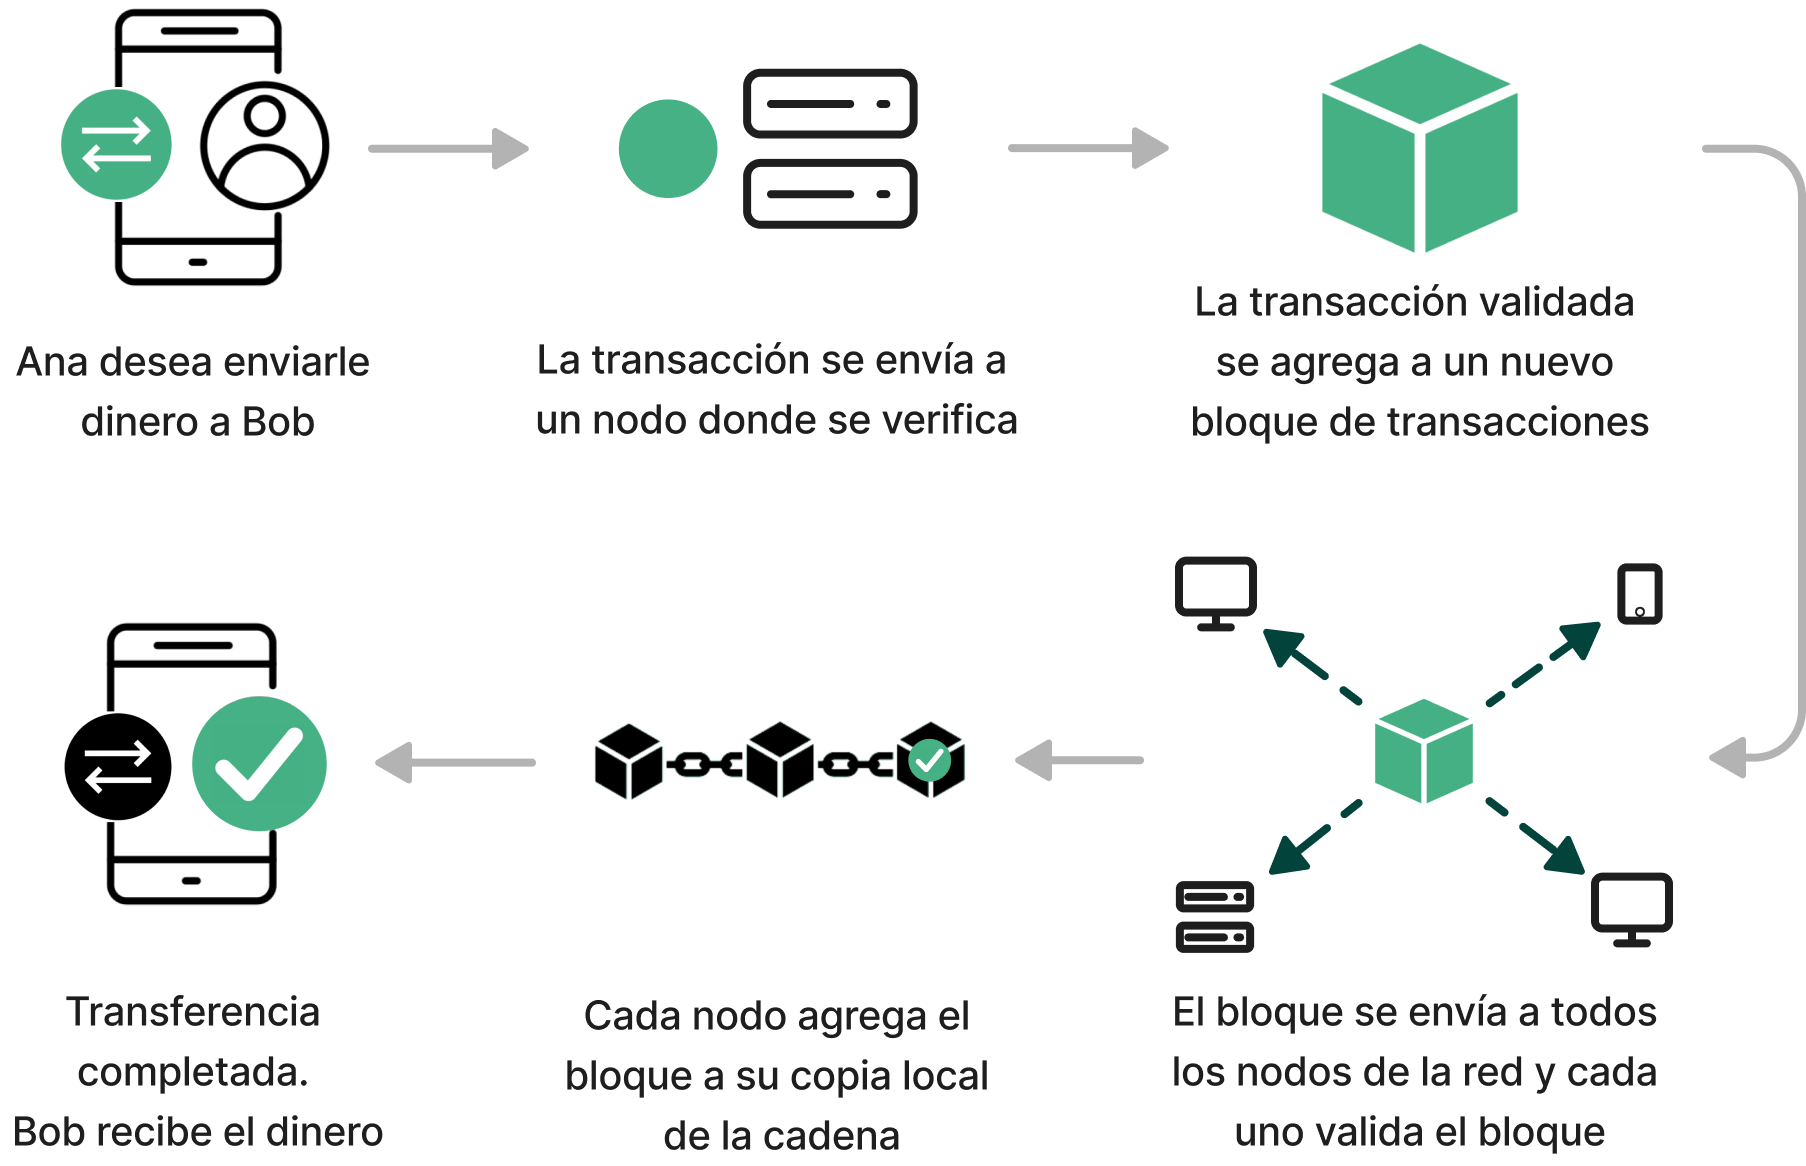 Ana desea enviarle
dinero a Bob
La transacción se envía a
un nodo donde se verifica
La transacción validada
se agrega a un nuevo
bloque de transacciones
El bloque se envía a todos
los nodos de la red y cada
uno valida el bloque
Cada nodo agrega el
bloque a su copia local
de la cadena
Transferencia
completada.
Bob recibe el dinero